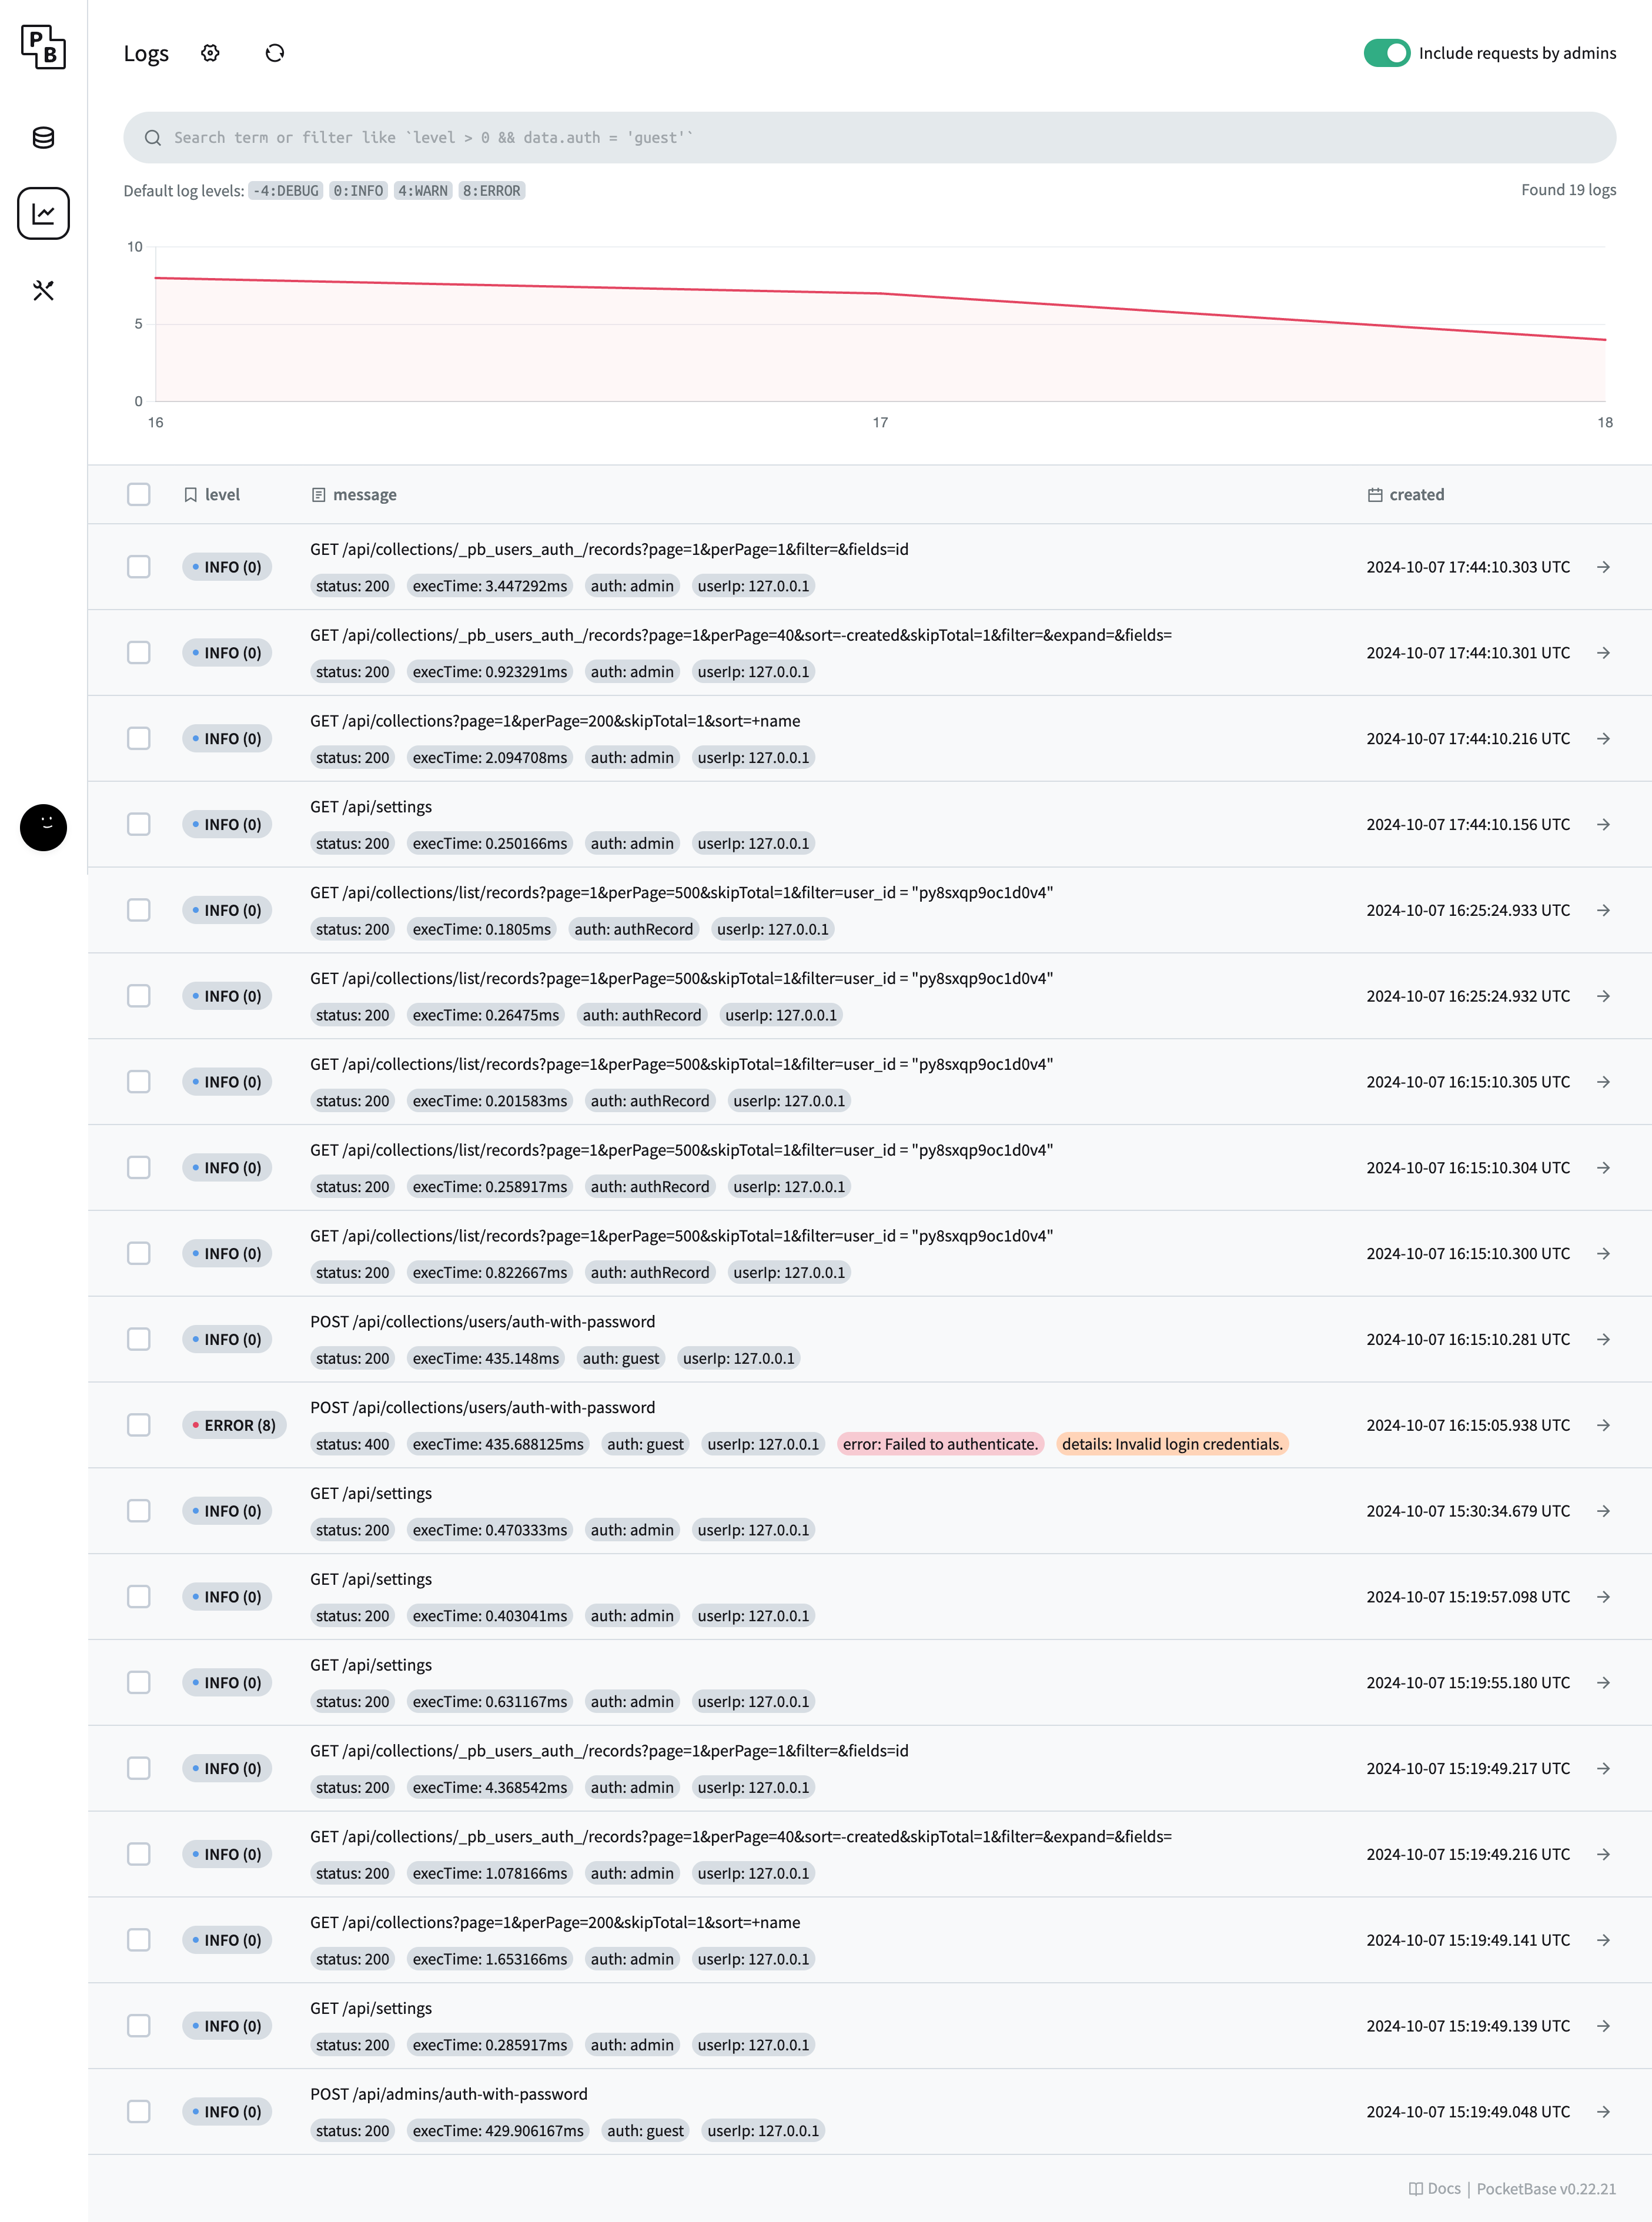 PB
Logs
Include requests by admins
Search term or filter like `level > 0 && data.auth = 'guest'`
Default log levels: -4:DEBUG 0:INFO 4:WARN 8:ERROR
Found 19 logs
10
5
0
16 17 18
level message created
GET /api/collections/_pb_users_auth_/records?page=1&perPage=1&filter=&fields=id
INFO (0) 2024-10-07 17:44:10.303 UTC
status: 200 execTime: 3.447292ms auth: admin userIp: 127.0.0.1
GET /api/collections/_pb_users_auth_/records?page=1&perPage=40&sort=-created&skipTotal=1&filter=&expand=&fields=
INFO (0) 2024-10-07 17:44:10.301 UTC
status: 200 execTime: 0.923291ms auth: admin userIp: 127.0.0.1
GET /api/collections?page=1&perPage=200&skipTotal=1&sort=+name
INFO (0) 2024-10-07 17:44:10.216 UTC
status: 200 execTime: 2.094708ms auth: admin userIp: 127.0.0.1
GET /api/settings
INFO (0) 2024-10-07 17:44:10.156 UTC
status: 200 execTime: 0.250166ms auth: admin userIp: 127.0.0.1
GET /api/collections/list/records?page=1&perPage=500&skipTotal=1&filter=user_id = "py8sxqp9oc1d0v4"
INFO (0) 2024-10-07 16:25:24.933 UTC
status: 200 execTime: 0.1805ms auth: authRecord userIp: 127.0.0.1
GET /api/collections/list/records?page=1&perPage=500&skipTotal=1&filter=user_id = "py8sxqp9oc1d0v4"
INFO (0) 2024-10-07 16:25:24.932 UTC
status: 200 execTime: 0.26475ms auth: authRecord userIp: 127.0.0.1
GET /api/collections/list/records?page=1&perPage=500&skipTotal=1&filter=user_id = "py8sxqp9oc1d0v4"
INFO (0) 2024-10-07 16:15:10.305 UTC
status: 200 execTime: 0.201583ms auth: authRecord userIp: 127.0.0.1
GET /api/collections/list/records?page=1&perPage=500&skipTotal=1&filter=user_id = "py8sxqp9oc1d0v4"
INFO (0) 2024-10-07 16:15:10.304 UTC
status: 200 execTime: 0.258917ms auth: authRecord userIp: 127.0.0.1
GET /api/collections/list/records?page=1&perPage=500&skipTotal=1&filter=user_id = "py8sxqp9oc1d0v4"
INFO (0) 2024-10-07 16:15:10.300 UTC
status: 200 execTime: 0.822667ms auth: authRecord userIp: 127.0.0.1
POST /api/collections/users/auth-with-password
INFO (0) 2024-10-07 16:15:10.281 UTC
status: 200 execTime: 435.148ms auth: guest userIp: 127.0.0.1
POST /api/collections/users/auth-with-password
ERROR (8) 2024-10-07 16:15:05.938 UTC
status: 400 execTime: 435.688125ms auth: guest userIp: 127.0.0.1 error: Failed to authenticate. details: Invalid login credentials.
GET /api/settings
INFO (0) 2024-10-07 15:30:34.679 UTC
status: 200 execTime: 0.470333ms auth: admin userIp: 127.0.0.1
GET /api/settings
INFO (0) 2024-10-07 15:19:57.098 UTC
status: 200 execTime: 0.403041ms auth: admin userIp: 127.0.0.1
GET /api/settings
INFO (0) 2024-10-07 15:19:55.180 UTC
status: 200 execTime: 0.631167ms auth: admin userIp: 127.0.0.1
GET /api/collections/_pb_users_auth_/records?page=1&perPage=1&filter=&fields=id
INFO (0) 2024-10-07 15:19:49.217 UTC
status: 200 execTime: 4.368542ms auth: admin userIp: 127.0.0.1
GET /api/collections/_pb_users_auth_/records?page=1&perPage=40&sort=-created&skipTotal=1&filter=&expand=&fields=
INFO (0) 2024-10-07 15:19:49.216 UTC
status: 200 execTime: 1.078166ms auth: admin userIp: 127.0.0.1
GET /api/collections?page=1&perPage=200&skipTotal=1&sort=+name
INFO (0) 2024-10-07 15:19:49.141 UTC
status: 200 execTime: 1.653166ms auth: admin userIp: 127.0.0.1
GET /api/settings
INFO (0) 2024-10-07 15:19:49.139 UTC
status: 200 execTime: 0.285917ms auth: admin userIp: 127.0.0.1
POST /api/admins/auth-with-password
INFO (0) 2024-10-07 15:19:49.048 UTC
status: 200 execTime: 429.906167ms auth: guest userIp: 127.0.0.1
Docs | PocketBase v0.22.21